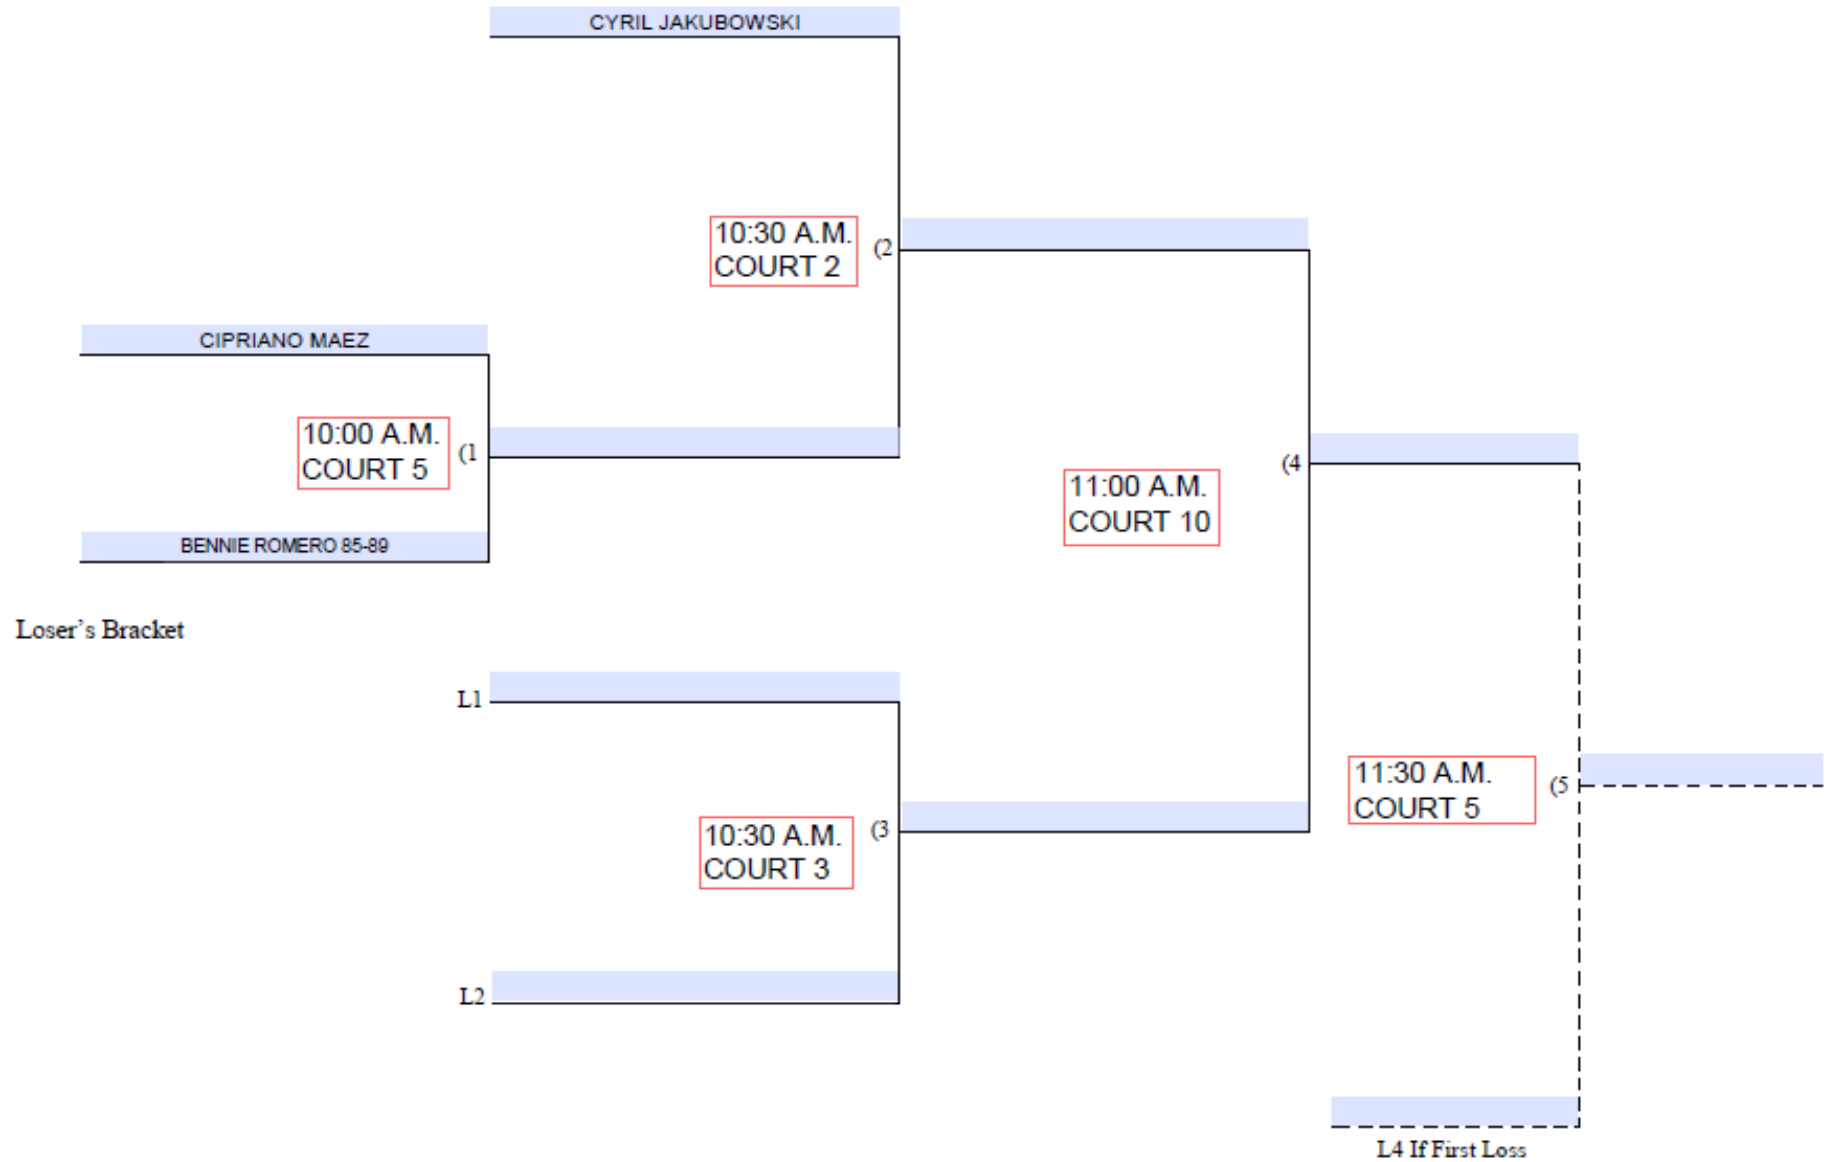 CYRIL JAKUBOWSKI
10:30 A.M.
COURT 2
(2
CIPRIANO MAEZ
10:00 A.M.
COURT 5
(1
BENNIE ROMERO 85-89
11:00 A.M.
COURT 10
(4
Loser's Bracket
L1
10:30 A.M.
COURT 3
(3
L2
11:30 A.M.
COURT 5
(5
L4 If First Loss